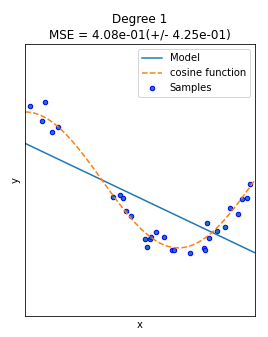 Degree 1
MSE = 4.08e-01(+/- 4.25e-01)
Model
cosine function
Samples
y
x